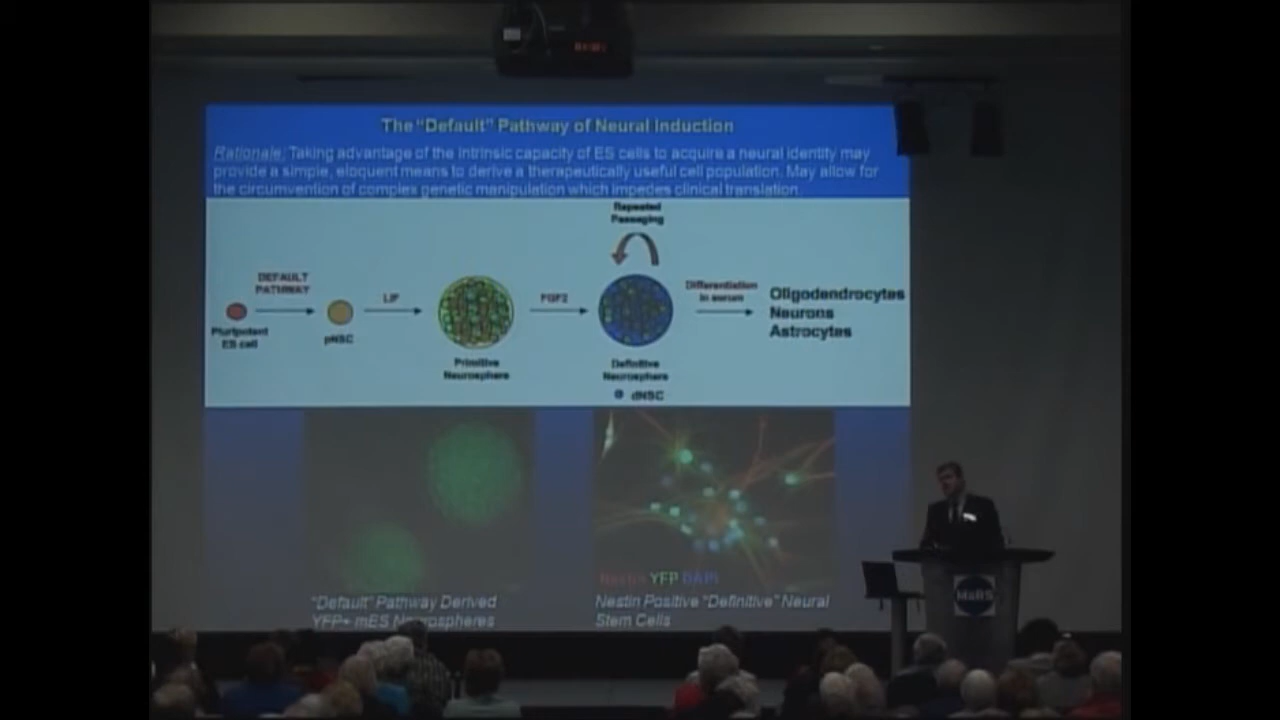 The "Default" Pathway of Neural Induction
Rationale: Taking advantage of the intrinsic capacity of ES cells to acquire a neural identity may
provide a simple, eloquent means to derive a therapeutically useful cell population. May allow for
the circumvention of complex genetic manipulation which impedes clinical translation.
Repeated
Passaging
DEFAULT
PATHWAY
LIF
FGF2
Differentiation
in serum
Oligodendrocytes
Neurons
Astrocytes
Pluripotent
ES cell
pNSC
Primitive
Neurosphere
Definitive
Neurosphere
dNSC
Nestin YFP DAPI
"Default" Pathway Derived
YFP+ mES Neurospheres
Nestin Positive "Definitive" Neural
Stem Cells
MaRS